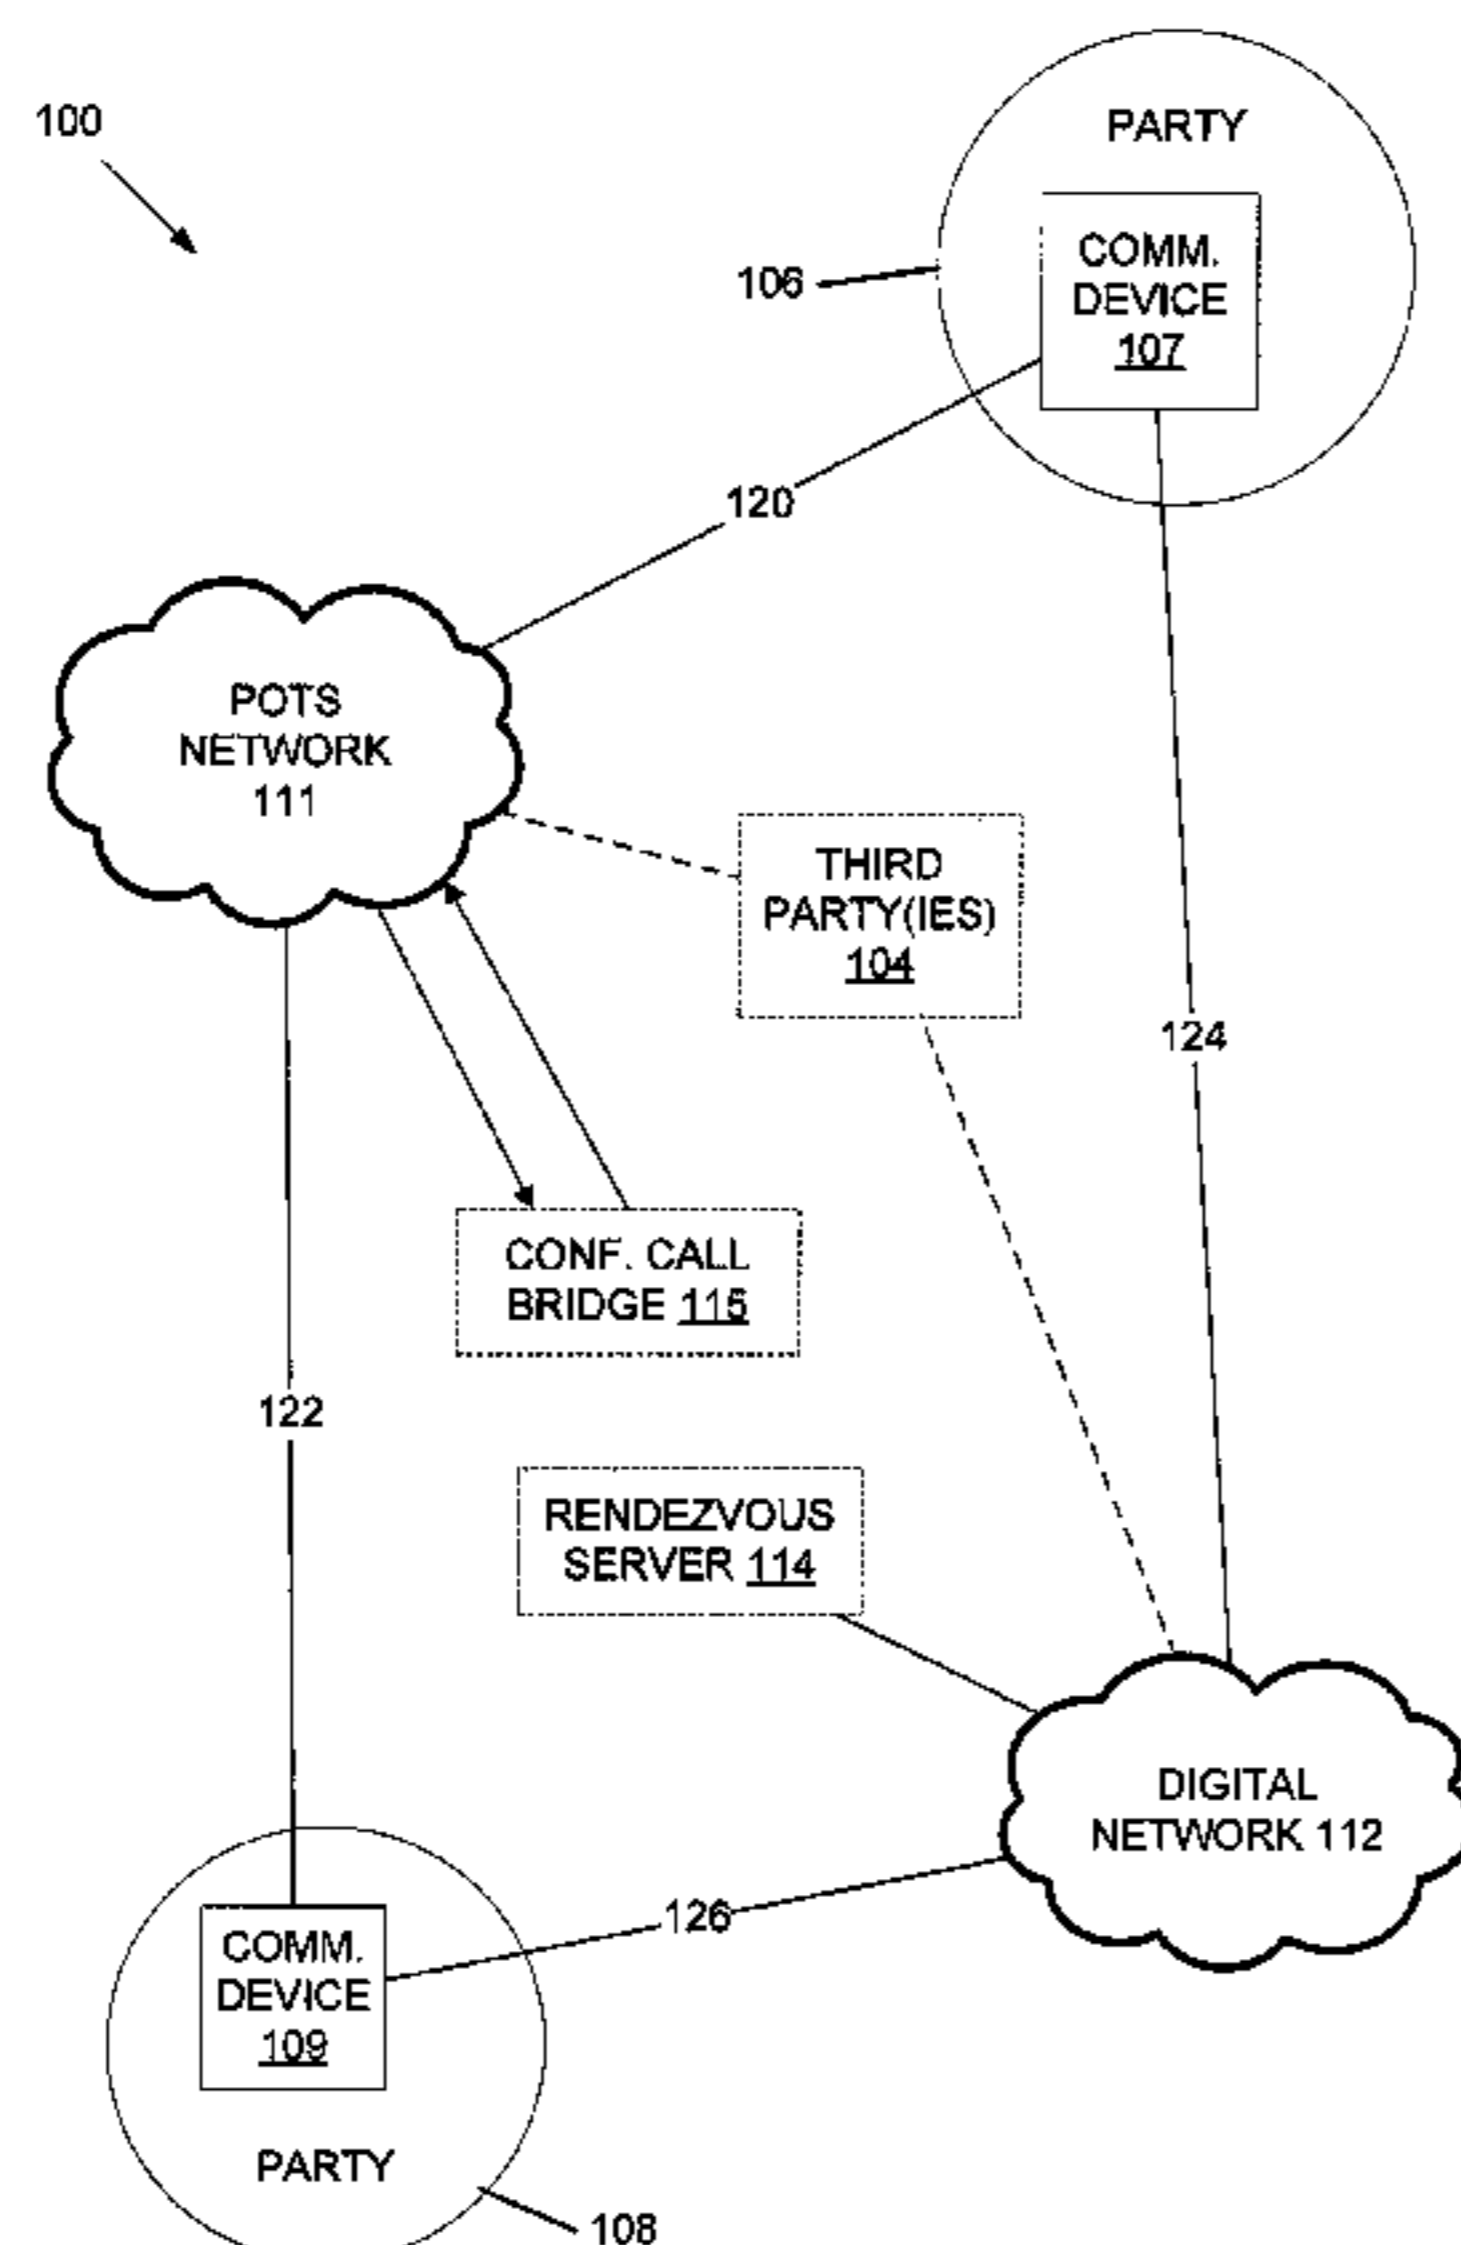 100
PARTY
COMM.
DEVICE
107
106
120
POTS
NETWORK
111
THIRD
PARTY(IES)
104
124
CONF. CALL
BRIDGE 115
122
RENDEZVOUS
SERVER 114
DIGITAL
NETWORK 112
126
COMM.
DEVICE
109
PARTY
108